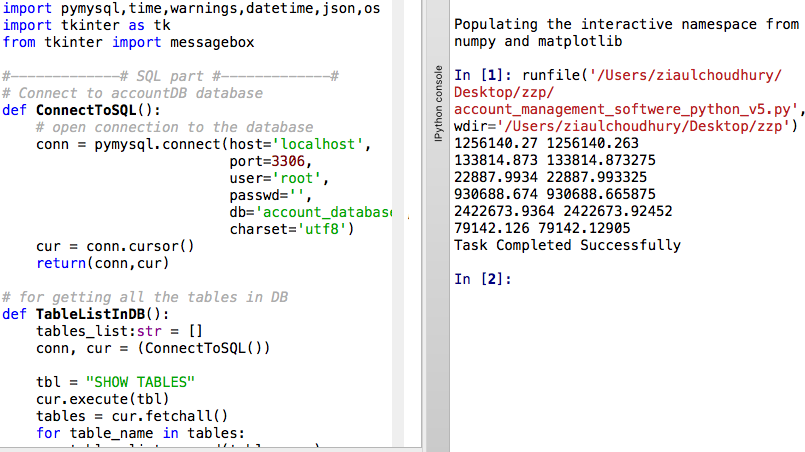 import pymysql,time,warnings,datetime,json,os
import tkinter as tk
from tkinter import messagebox
#-------------# SQL part #-------------#
# Connect to accountDB database
def ConnectToSQL():
# open connection to the database
conn = pymysql.connect(host='localhost',
port=3306,
user='root',
passwd='',
db='account_database
charset='utf8')
cur = conn.cursor()
return(conn,cur)
# for getting all the tables in DB
def TableListInDB():
tables_list:str = []
conn, cur = (ConnectToSQL())
tbl = "SHOW TABLES"
cur.execute(tbl)
tables = cur.fetchall()
for table_name in tables:
IPython console
Populating the interactive namespace from
numpy and matplotlib
In [1]: runfile('/Users/ziaulchoudhury/
Desktop/zzp/
account_management_softwere_python_v5.py',
wdir='/Users/ziaulchoudhury/Desktop/zzp')
1256140.27 1256140.263
133814.873 133814.873275
22887.9934 22887.993325
930688.674 930688.665875
2422673.9364 2422673.92452
79142.126 79142.12905
Task Completed Successfully
In [2]: